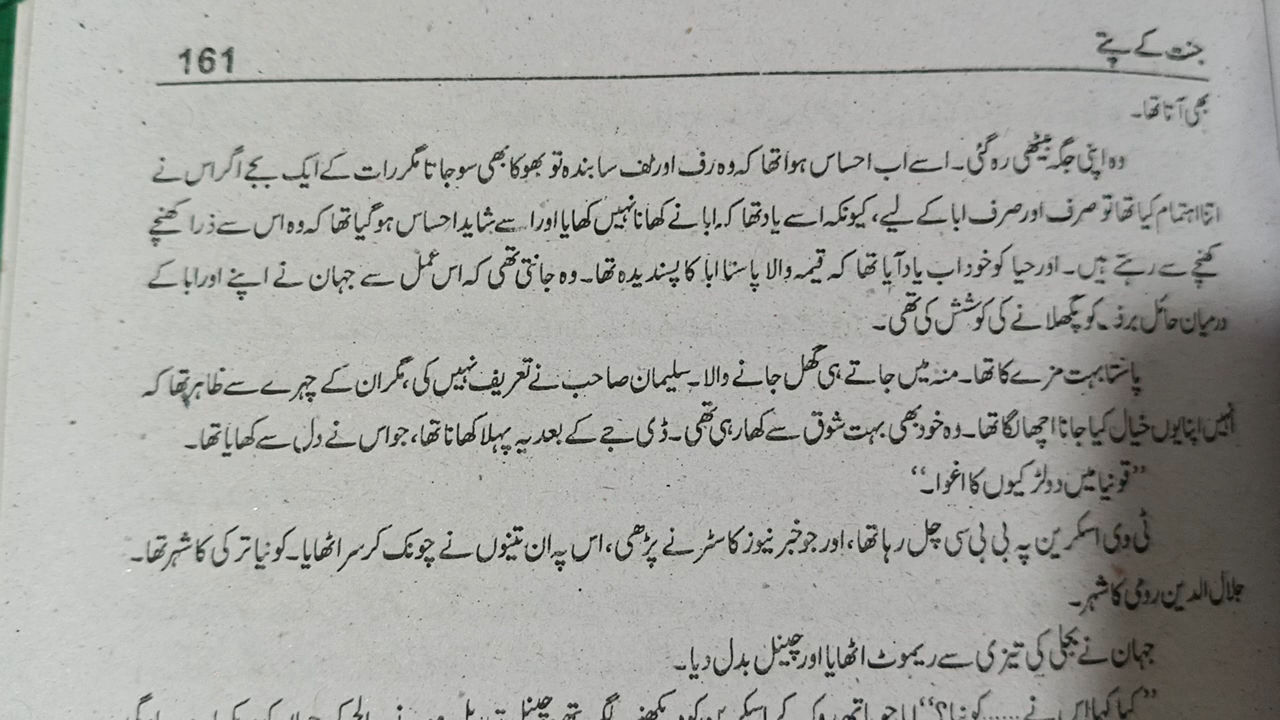 جنت کے پتے
161
بھی آتا تھا۔
وہ اپنی جگہ بیٹھی رہ گئی۔ اسے اب احساس ہوا تھا کہ وہ رف اور ٹف سا بندہ تو بھوکا بھی سو جاتا مگر رات کے ایک بجے اگر اس نے
اتنا اہتمام کیا تھا تو صرف اور صرف ابا کے لیے، کیونکہ اسے یاد تھا کہ ابا نے کھانا نہیں کھایا اور اسے شاید احساس ہو گیا تھا کہ وہ اس سے ذرا کھنچے
کھنچے سے رہتے ہیں۔ اور حیا کو خود اب یاد آیا تھا کہ قیمہ والا پاستا ابا کا پسندیدہ تھا۔ وہ جانتی تھی کہ اس عمل سے جہان نے اپنے اور ابا کے
درمیان حائل برف کو پگھلانے کی کوشش کی تھی۔
پاستا بہت مزے کا تھا۔ منہ میں جاتے ہی گھل جانے والا۔ سلیمان صاحب نے تعریف نہیں کی، مگر ان کے چہرے سے ظاہر تھا کہ
انہیں اپنا یوں خیال کیا جانا اچھا لگا تھا۔ وہ خود بھی بہت شوق سے کھا رہی تھی۔ ڈی جے کے بعد یہ پہلا کھانا تھا، جو اس نے دل سے کھایا تھا۔
’’قونیا میں دو لڑکیوں کا اغوا۔‘‘
ٹی وی اسکرین پہ بی بی سی چل رہا تھا، اور جو خبر نیوز کاسٹر نے پڑھی، اس پہ ان تینوں نے چونک کر سر اٹھایا۔ کونیا ترکی کا شہر تھا۔
جلال الدین رومی کا شہر۔
جہان نے بجلی کی تیزی سے ریموٹ اٹھایا اور چینل بدل دیا۔
’’کیا کہا اس نے ...... کونیا؟‘‘